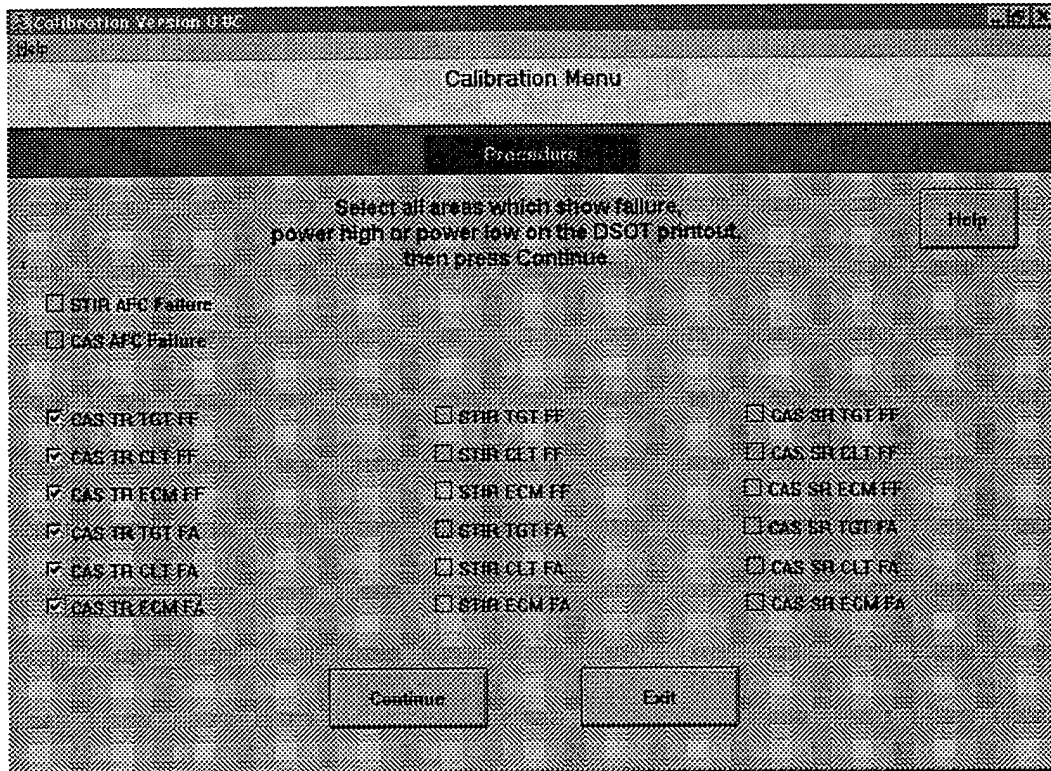 Calibration Version 0.0C
Help
Calibration Menu
Procedure
Select all areas which show failure,
power high or power low on the DSOT printout,
then press Continue.
Help
STIR AFC Failure
CAS AFC Failure
CAS TR TGT FF
STIR TGT FF
CAS SR TGT FF
CAS TR CLT FF
STIR CLT FF
CAS SR CLT FF
CAS TR ECM FF
STIR ECM FF
CAS SR ECM FF
CAS TR TGT FA
STIR TGT FA
CAS SR TGT FA
CAS TR CLT FA
STIR CLT FA
CAS SR CLT FA
CAS TR ECM FA
STIR ECM FA
CAS SR ECM FA
Continue
Exit